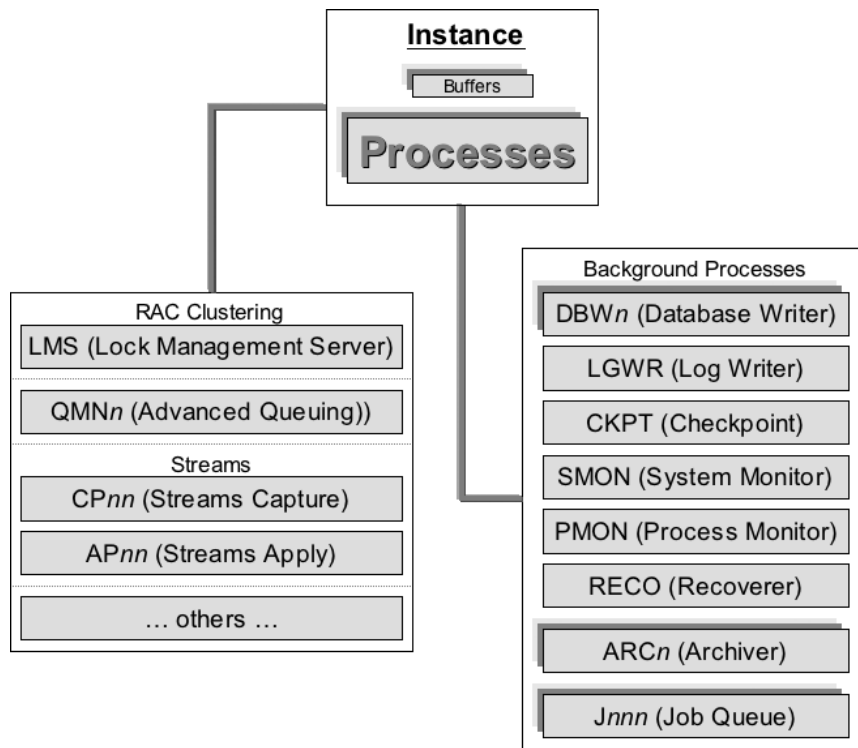 Instance
Buffers
Processes
RAC Clustering
LMS (Lock Management Server)
QMNn (Advanced Queuing))
Streams
CPnn (Streams Capture)
APnn (Streams Apply)
… others …
Background Processes
DBWn (Database Writer)
LGWR (Log Writer)
CKPT (Checkpoint)
SMON (System Monitor)
PMON (Process Monitor)
RECO (Recoverer)
ARCn (Archiver)
Jnnn (Job Queue)